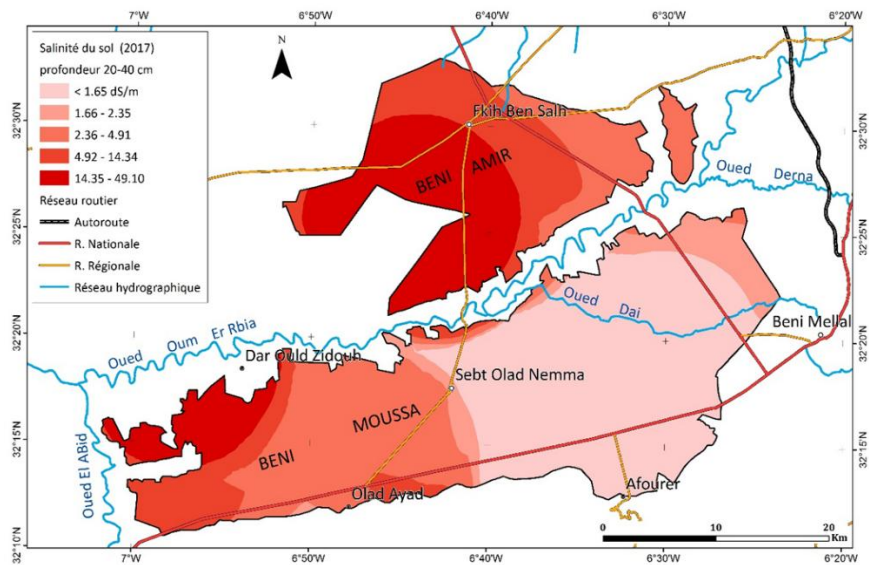 7°0'W 6°50'W 6°40'W 6°30'W 6°20'W
Salinité du sol (2017)
profondeur 20-40 cm
< 1.65 dS/m
1.66 - 2.35
2.36 - 4.91
4.92 - 14.34
14.35 - 49.10
Réseau routier
Autoroute
R. Nationale
R. Régionale
Réseau hydrographique
N
Fkih Ben Salh
BENI AMIR
Oued Derna
Oued Dai
Beni Mellal
Oued Oum Er Rbia
Dar Ould Zidouh
Sebt Olad Nemma
BENI MOUSSA
Oued El ABid
Olad Ayad
Afourer
0 10 20
Km
32°30'N
32°25'N
32°20'N
32°15'N
32°10'N
32°30'N
32°25'N
32°20'N
32°15'N
32°10'N
7°0'W 6°50'W 6°40'W 6°30'W 6°20'W